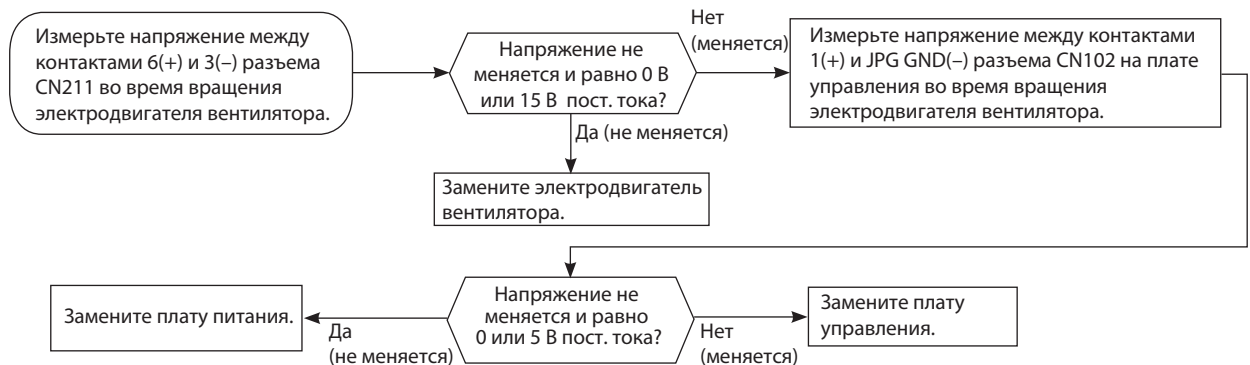 Измерьте напряжение между
контактами 6(+) и 3(–) разъема
CN211 во время вращения
электродвигателя вентилятора.
Напряжение не
меняется и равно 0 В
или 15 В пост. тока?
Нет
(меняется)
Измерьте напряжение между контактами
1(+) и JPG GND(–) разъема CN102 на плате
управления во время вращения
электродвигателя вентилятора.
Да (не меняется)
Замените электродвигатель
вентилятора.
Напряжение не
меняется и равно
0 или 5 В пост. тока?
Да
(не меняется)
Замените плату питания.
Нет
(меняется)
Замените плату
управления.